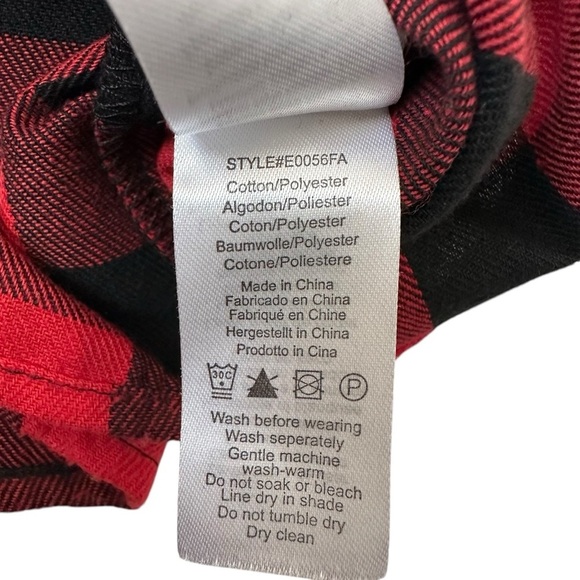 STYLE#E0056FA
Cotton/Polyester
Algodon/Poliester
Coton/Polyester
Baumwolle/Polyester
Cotone/Poliestere
Made in China
Fabricado en China
Fabriqué en Chine
Hergestellt in China
Prodotto in Cina
30C P
Wash before wearing
Wash seperately
Gentle machine
wash-warm
Do not soak or bleach
Line dry in shade
Do not tumble dry
Dry clean